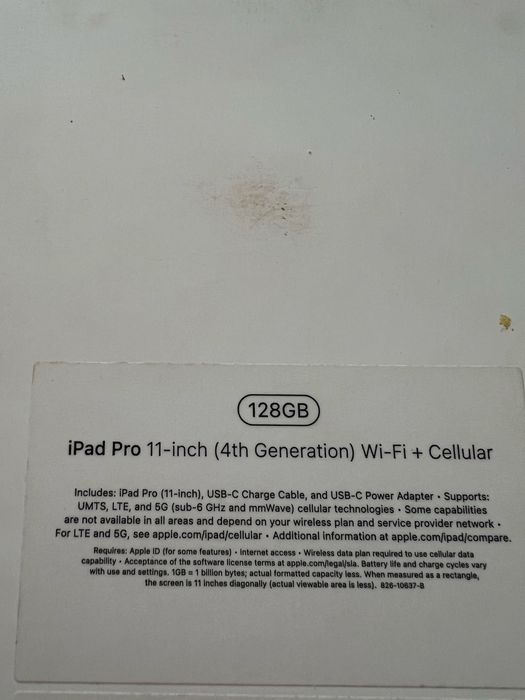 128GB
iPad Pro 11-inch (4th Generation) Wi-Fi + Cellular
Includes: iPad Pro (11-inch), USB-C Charge Cable, and USB-C Power Adapter • Supports:
UMTS, LTE, and 5G (sub-6 GHz and mmWave) cellular technologies • Some capabilities
are not available in all areas and depend on your wireless plan and service provider network •
For LTE and 5G, see apple.com/ipad/cellular • Additional information at apple.com/ipad/compare.
Requires: Apple ID (for some features) • Internet access • Wireless data plan required to use cellular data
capability • Acceptance of the software license terms at apple.com/legal/sla. Battery life and charge cycles vary
with use and settings. 1GB = 1 billion bytes; actual formatted capacity less. When measured as a rectangle,
the screen is 11 inches diagonally (actual viewable area is less). 826-10637-B